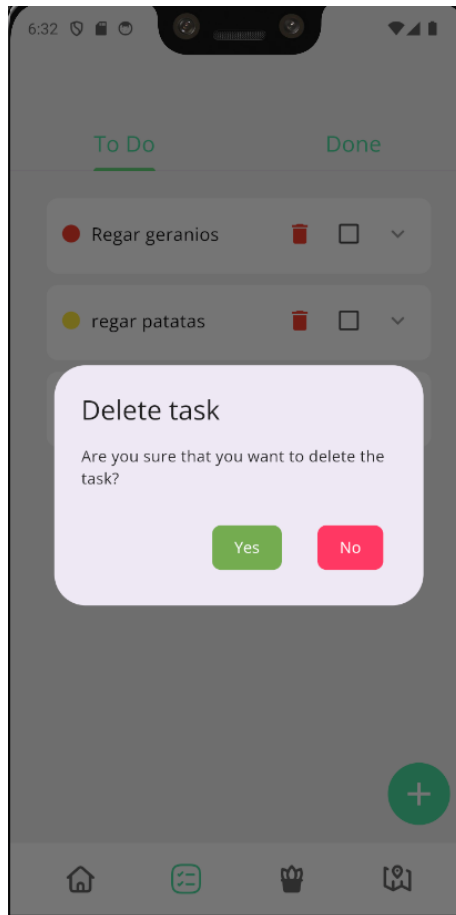 6:32
To Do Done
Regar geranios
regar patatas
Delete task
Are you sure that you want to delete the
task?
Yes No